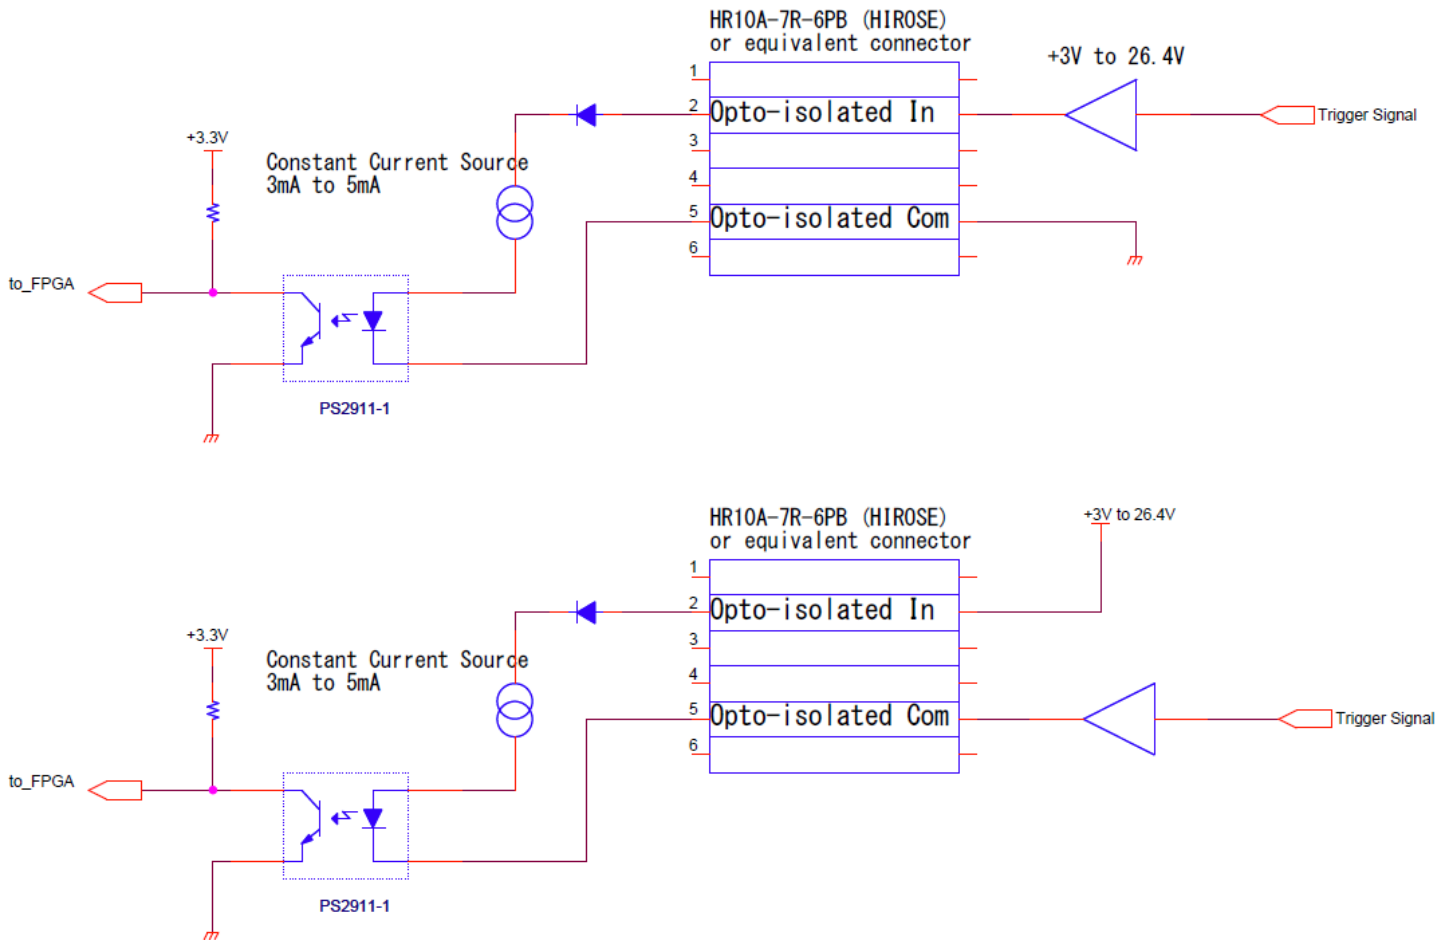 HR10A-7R-6PB (HIROSE)
or equivalent connector
+3V to 26.4V
1
2
Opto-isolated In
Trigger Signal
3
4
5
Opto-isolated Com
6
+3.3V
Constant Current Source
3mA to 5mA
to_FPGA
PS2911-1
HR10A-7R-6PB (HIROSE)
or equivalent connector
+3V to 26.4V
1
2
Opto-isolated In
3
4
5
Opto-isolated Com
Trigger Signal
6
+3.3V
Constant Current Source
3mA to 5mA
to_FPGA
PS2911-1